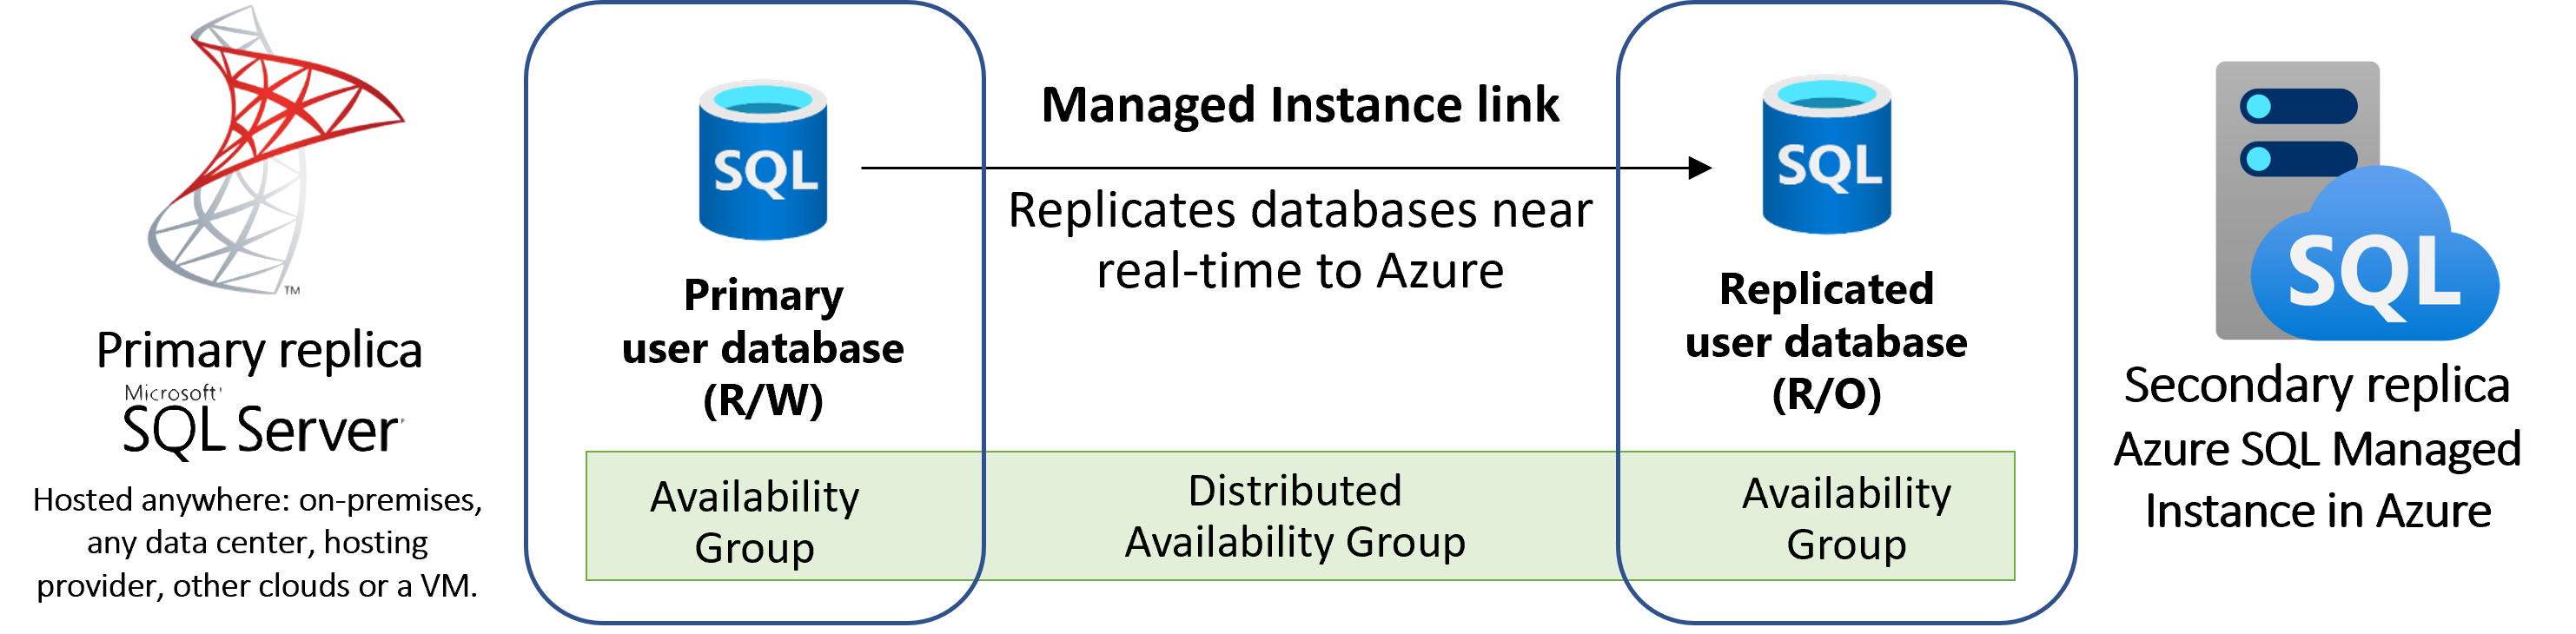 TM
Primary replica
Microsoft
SQL Server
Hosted anywhere: on-premises,
any data center, hosting
provider, other clouds or a VM.
SQL
Primary
user database
(R/W)
Availability
Group
Managed Instance link
Replicates databases near
real-time to Azure
Distributed
Availability Group
SQL
Replicated
user database
(R/O)
Availability
Group
SQL
Secondary replica
Azure SQL Managed
Instance in Azure